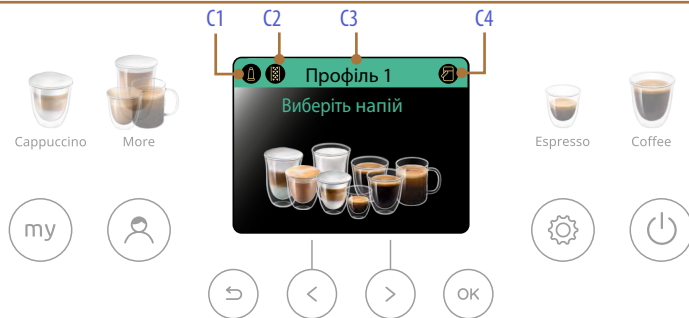 C1 C2 C3 C4
Профіль 1
Виберіть напій
Cappuccino More Espresso Coffee
my
OK